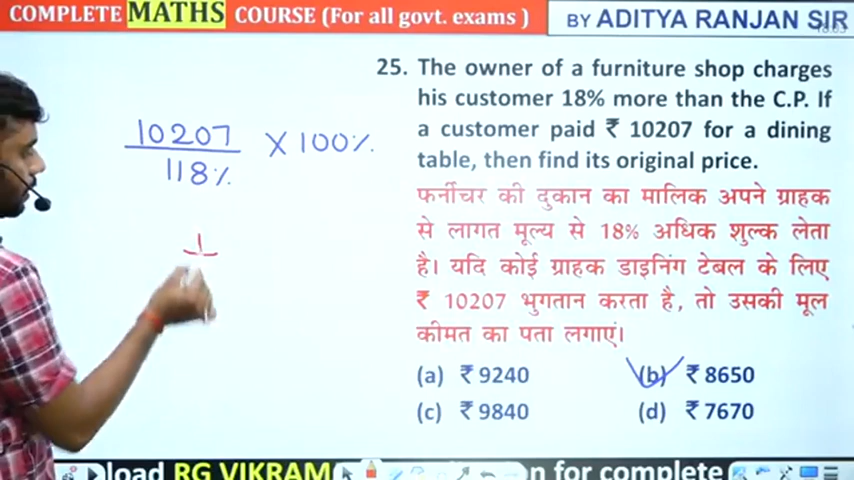 COMPLETE MATHS COURSE (For all govt. exams )
BY ADITYA RANJAN SIR
25. The owner of a furniture shop charges
his customer 18% more than the C.P. If
a customer paid ₹ 10207 for a dining
table, then find its original price.
फर्नीचर की दुकान का मालिक अपने ग्राहक
से लागत मूल्य से 18% अधिक शुल्क लेता
है। यदि कोई ग्राहक डाइनिंग टेबल के लिए
₹ 10207 भुगतान करता है, तो उसकी मूल
कीमत का पता लगाएं।
(a) ₹ 9240 (b) ₹ 8650
(c) ₹ 9840 (d) ₹ 7670
10207
118% X 100%
1
load RG VIKRAM
on for complete